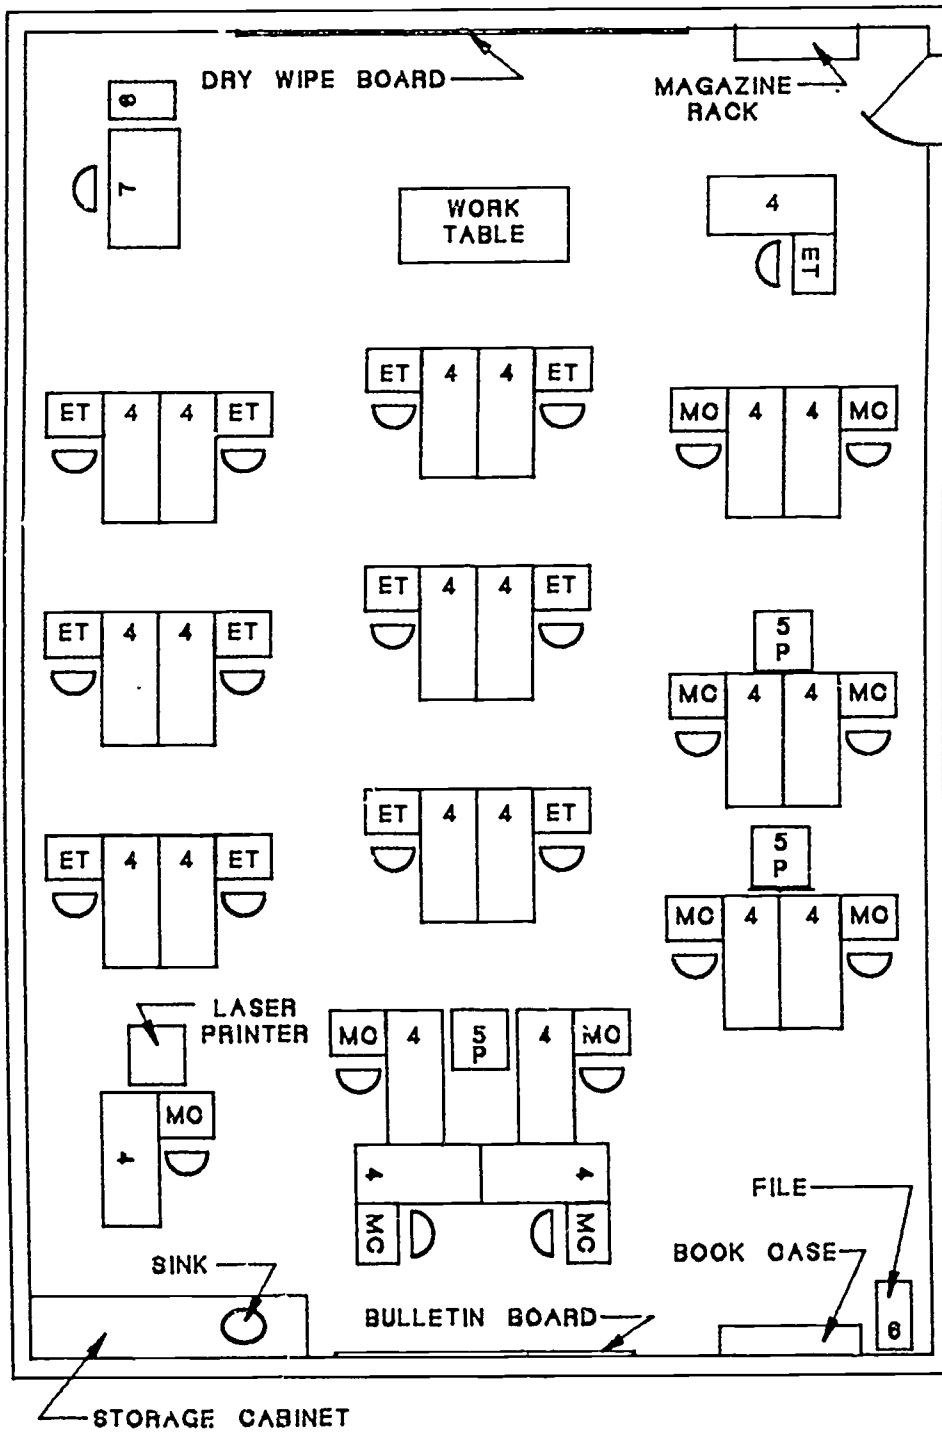 DRY WIPE BOARD
MAGAZINE
RACK
6
7
WORK
TABLE
4
ET
ET 4 4 ET
ET 4 4 ET
MC 4 4 MC
ET 4 4 ET
5
P
ET 4 4 ET
MC 4 4 MC
ET 4 4 ET
5
P
ET 4 4 ET
MC 4 4 MC
LASER
PRINTER
MC 4 5 4 MC
P
MC
4
4 4
MC MC
FILE
SINK
BOOK CASE
BULLETIN BOARD
6
STORAGE CABINET